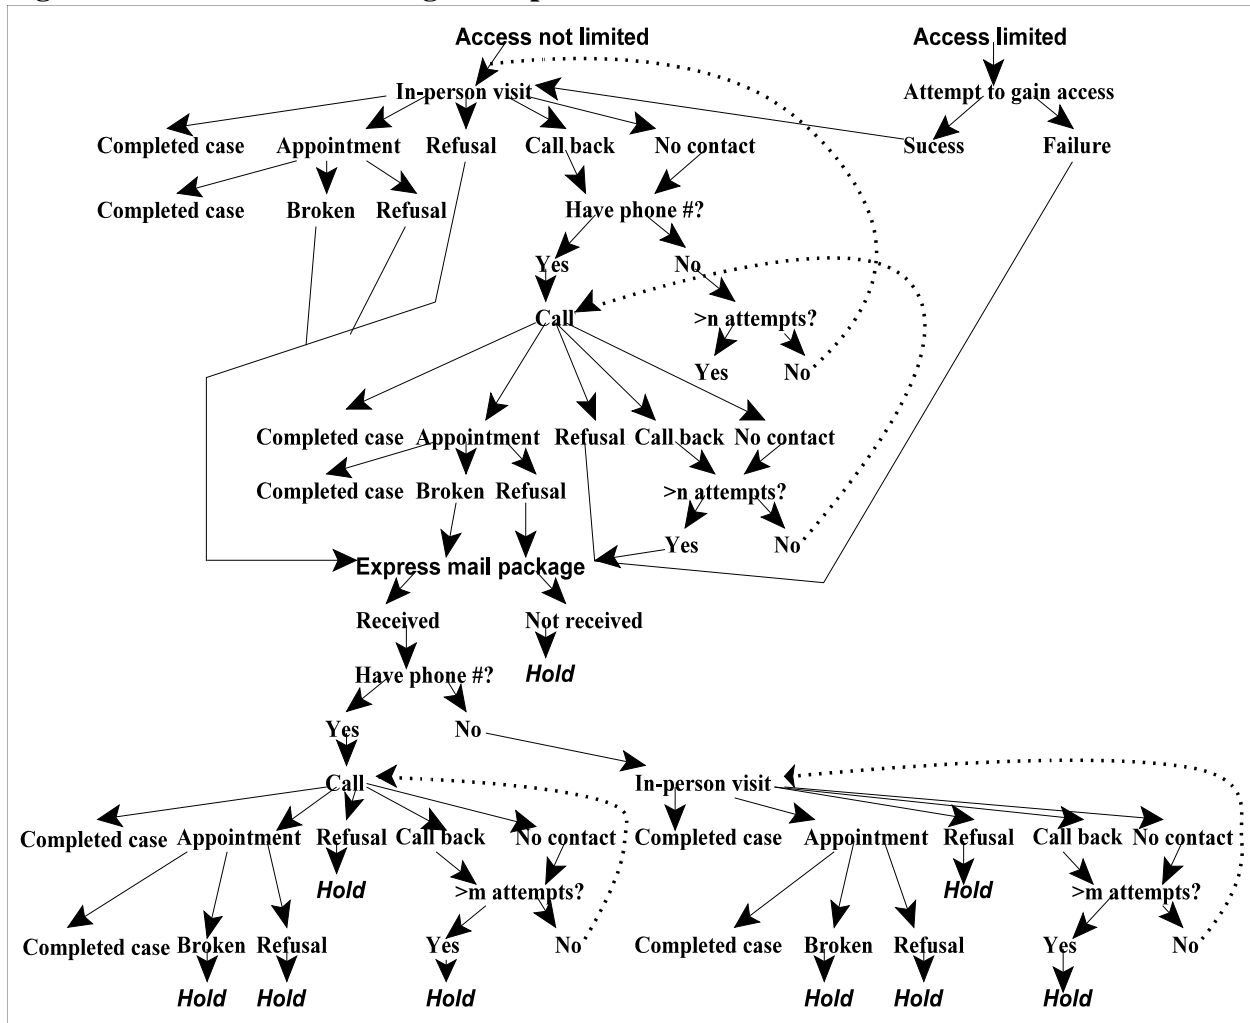 Access not limited Access limited
In-person visit Attempt to gain access
Completed case Appointment Refusal Call back No contact Sucess Failure
Completed case Broken Refusal Have phone #?
Yes No
Call >n attempts?
Yes No
Completed case Appointment Refusal Call back No contact
Completed case Broken Refusal >n attempts?
Yes No
Express mail package
Received Not received
Have phone #? Hold
Yes No
Call In-person visit
Completed case Appointment Refusal Call back No contact Completed case Appointment Refusal Call back No contact
Hold >m attempts? Hold >m attempts?
Completed case Broken Refusal Yes No Completed case Broken Refusal Yes No
Hold Hold Hold Hold Hold Hold